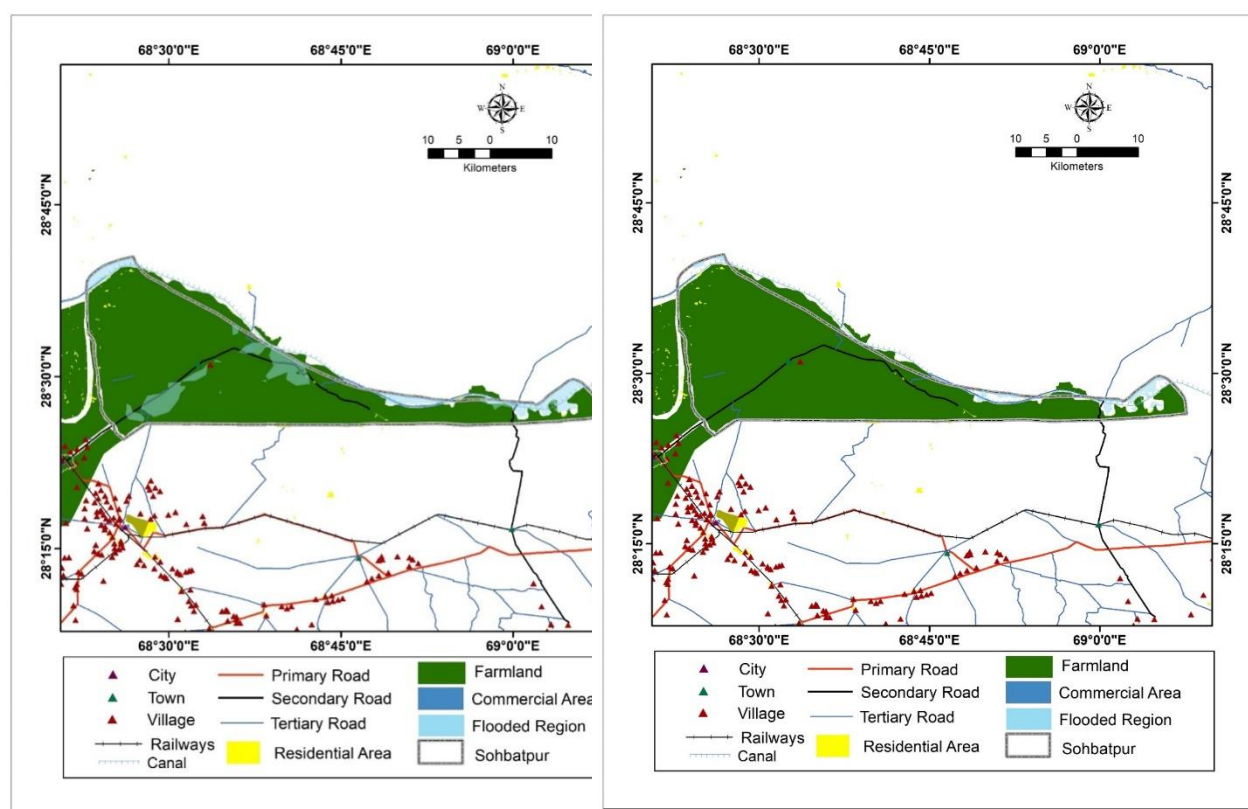 68°30'0"E 68°45'0"E 69°0'0"E
N
W E
S
10 5 0 10
Kilometers
28°45'0"N
28°30'0"N
28°15'0"N
68°30'0"E 68°45'0"E 69°0'0"E
City Primary Road Farmland
Town Secondary Road Commercial Area
Village Tertiary Road Flooded Region
Railways Residential Area Sohbatpur
Canal
68°30'0"E 68°45'0"E 69°0'0"E
N
W E
S
10 5 0 10
Kilometers
28°45'0"N 28°45'0"N
28°30'0"N 28°30'0"N
28°15'0"N 28°15'0"N
68°30'0"E 68°45'0"E 69°0'0"E
City Primary Road Farmland
Town Secondary Road Commercial Area
Village Tertiary Road Flooded Region
Railways Residential Area Sohbatpur
Canal